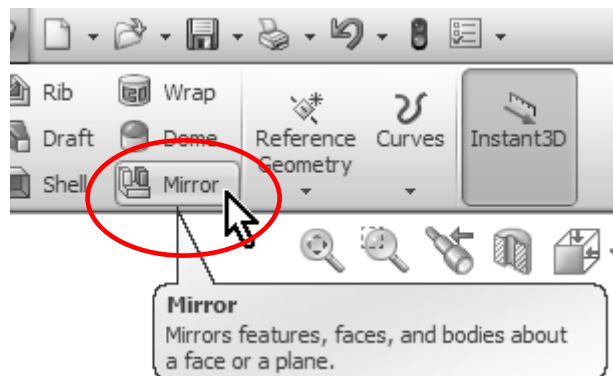 Rib Wrap
Draft Dome Reference Curves Instant3D
Geometry
Shell Mirror
Mirror
Mirrors features, faces, and bodies about
a face or a plane.